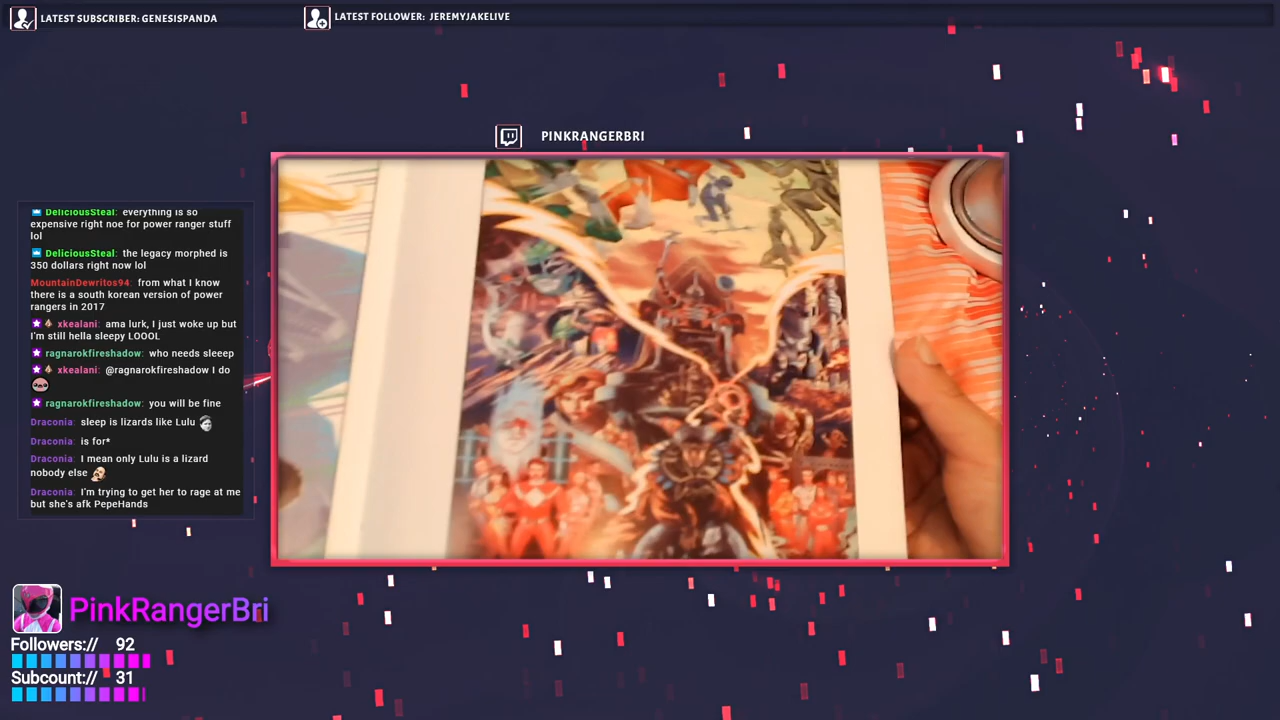 LATEST SUBSCRIBER: GENESISPANDA
LATEST FOLLOWER: JEREMYJAKELIVE
PINKRANGERBRI
DeliciousSteal: everything is so
expensive right noe for power ranger stuff
lol
DeliciousSteal: the legacy morphed is
350 dollars right now lol
MountainDewritos94: from what I know
there is a south korean version of power
rangers in 2017
xkealani: ama lurk, I just woke up but
I'm still hella sleepy LOOOL
ragnarokfireshadow: who needs sleeep
xkealani: @ragnarokfireshadow I do
ragnarokfireshadow: you will be fine
Draconia: sleep is lizards like Lulu
Draconia: is for*
Draconia: I mean only Lulu is a lizard
nobody else
Draconia: I'm trying to get her to rage at me
but she's afk PepeHands
PinkRangerBri
Followers:// 92
Subcount:// 31